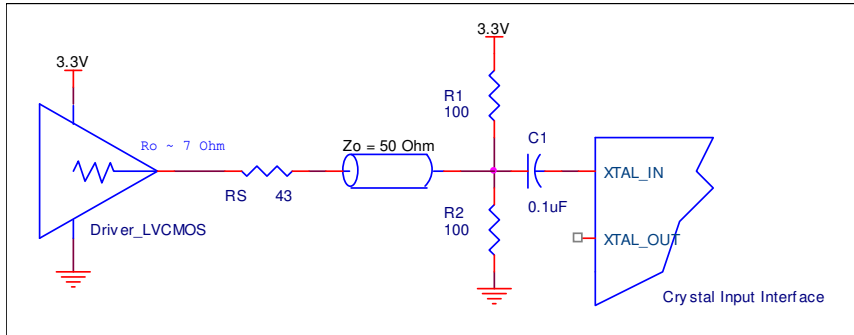 3.3V
3.3V
R1
100
Ro ~ 7 Ohm
Zo = 50 Ohm
C1
XTAL_IN
RS 43
0.1uF
R2
100
Driver_LVCMOS
XTAL_OUT
Crystal Input Interface